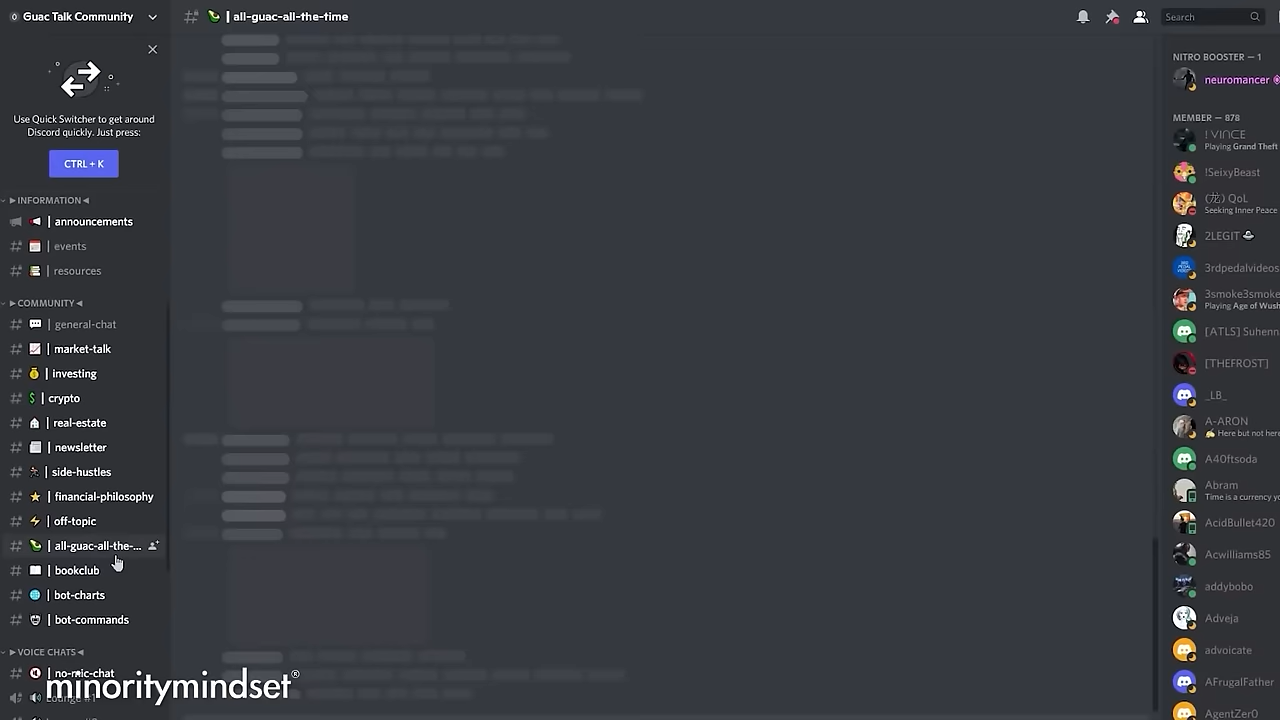 Guac Talk Community
| all-guac-all-the-time
Search
Use Quick Switcher to get around
Discord quickly. Just press:
CTRL + K
INFORMATION
| announcements
| events
| resources
COMMUNITY
| general-chat
| market-talk
| investing
| crypto
| real-estate
| newsletter
| side-hustles
| financial-philosophy
| off-topic
| all-guac-all-the-...
| bookclub
| bot-charts
| bot-commands
VOICE CHATS
| no-mic-chat
minoritymindset®
NITRO BOOSTER — 1
neuromancer
MEMBER — 878
Playing Grand Theft
!SeixyBeast
(龙) QoL
Seeking Inner Peace
2LEGIT
3rdpedalvideos
3smoke3smoke
Playing Age of Wush
[ATLS] Suhenn
[THEFROST]
_LB_
A-ARON
Here but not here
A40ftsoda
Abram
Time is a currency yo
AcidBullet420
Acwilliams85
addybobo
Adveja
advoicate
AFrugalFather
AgentZer0